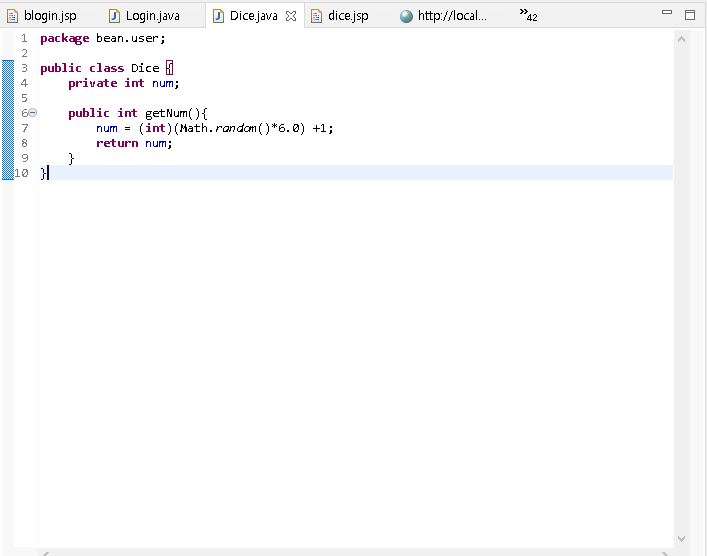 blogin.jsp Login.java Dice.java dice.jsp http://local... »42
1 package bean.user;
2
3 public class Dice {
4 private int num;
5
6 public int getNum(){
7 num = (int)(Math.random()*6.0) +1;
8 return num;
9 }
10 }